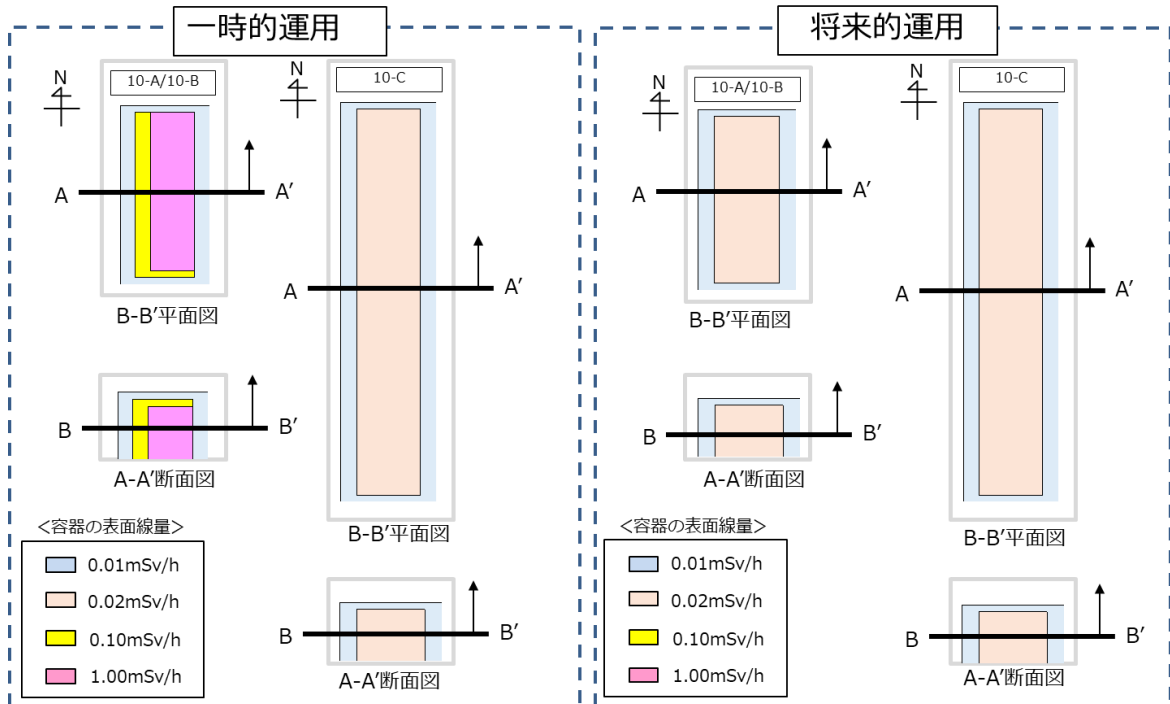 一時的運用
N
10-A/10-B
A
A′
B-B′平面図
B
B′
A-A′断面図
N
10-C
A
A′
B-B′平面図
B
B′
A-A′断面図
<容器の表面線量>
0.01mSv/h
0.02mSv/h
0.10mSv/h
1.00mSv/h
将来的運用
N
10-A/10-B
A
A′
B-B′平面図
B
B′
A-A′断面図
N
10-C
A
A′
B-B′平面図
B
B′
A-A′断面図
<容器の表面線量>
0.01mSv/h
0.02mSv/h
0.10mSv/h
1.00mSv/h